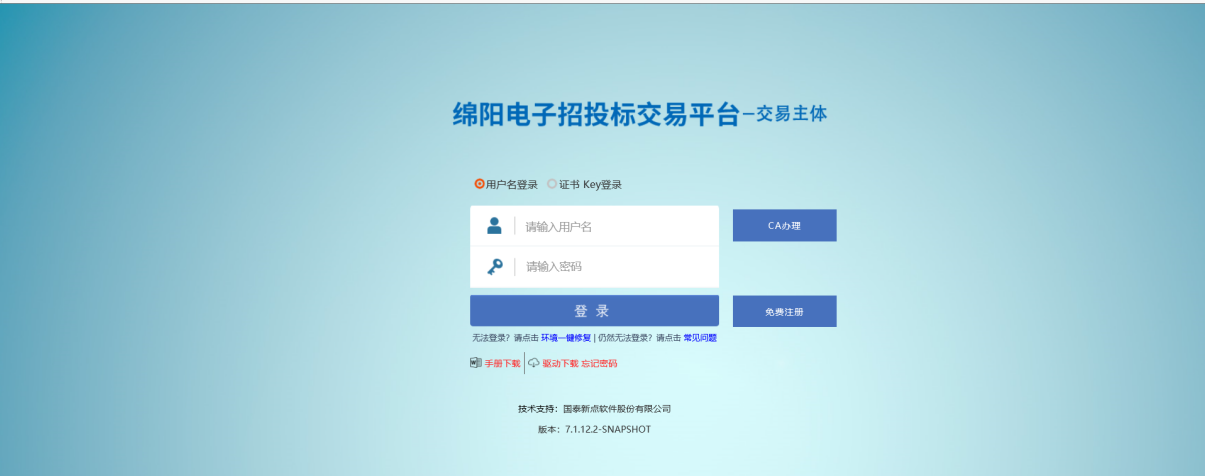 绵阳电子招投标交易平台–交易主体
用户名登录 证书 Key登录
请输入用户名
CA办理
请输入密码
登 录
免费注册
无法登录？请点击 环境一键修复 | 仍然无法登录？请点击 常见问题
手册下载 驱动下载 忘记密码
技术支持：国泰新点软件股份有限公司
版本：7.1.12.2-SNAPSHOT